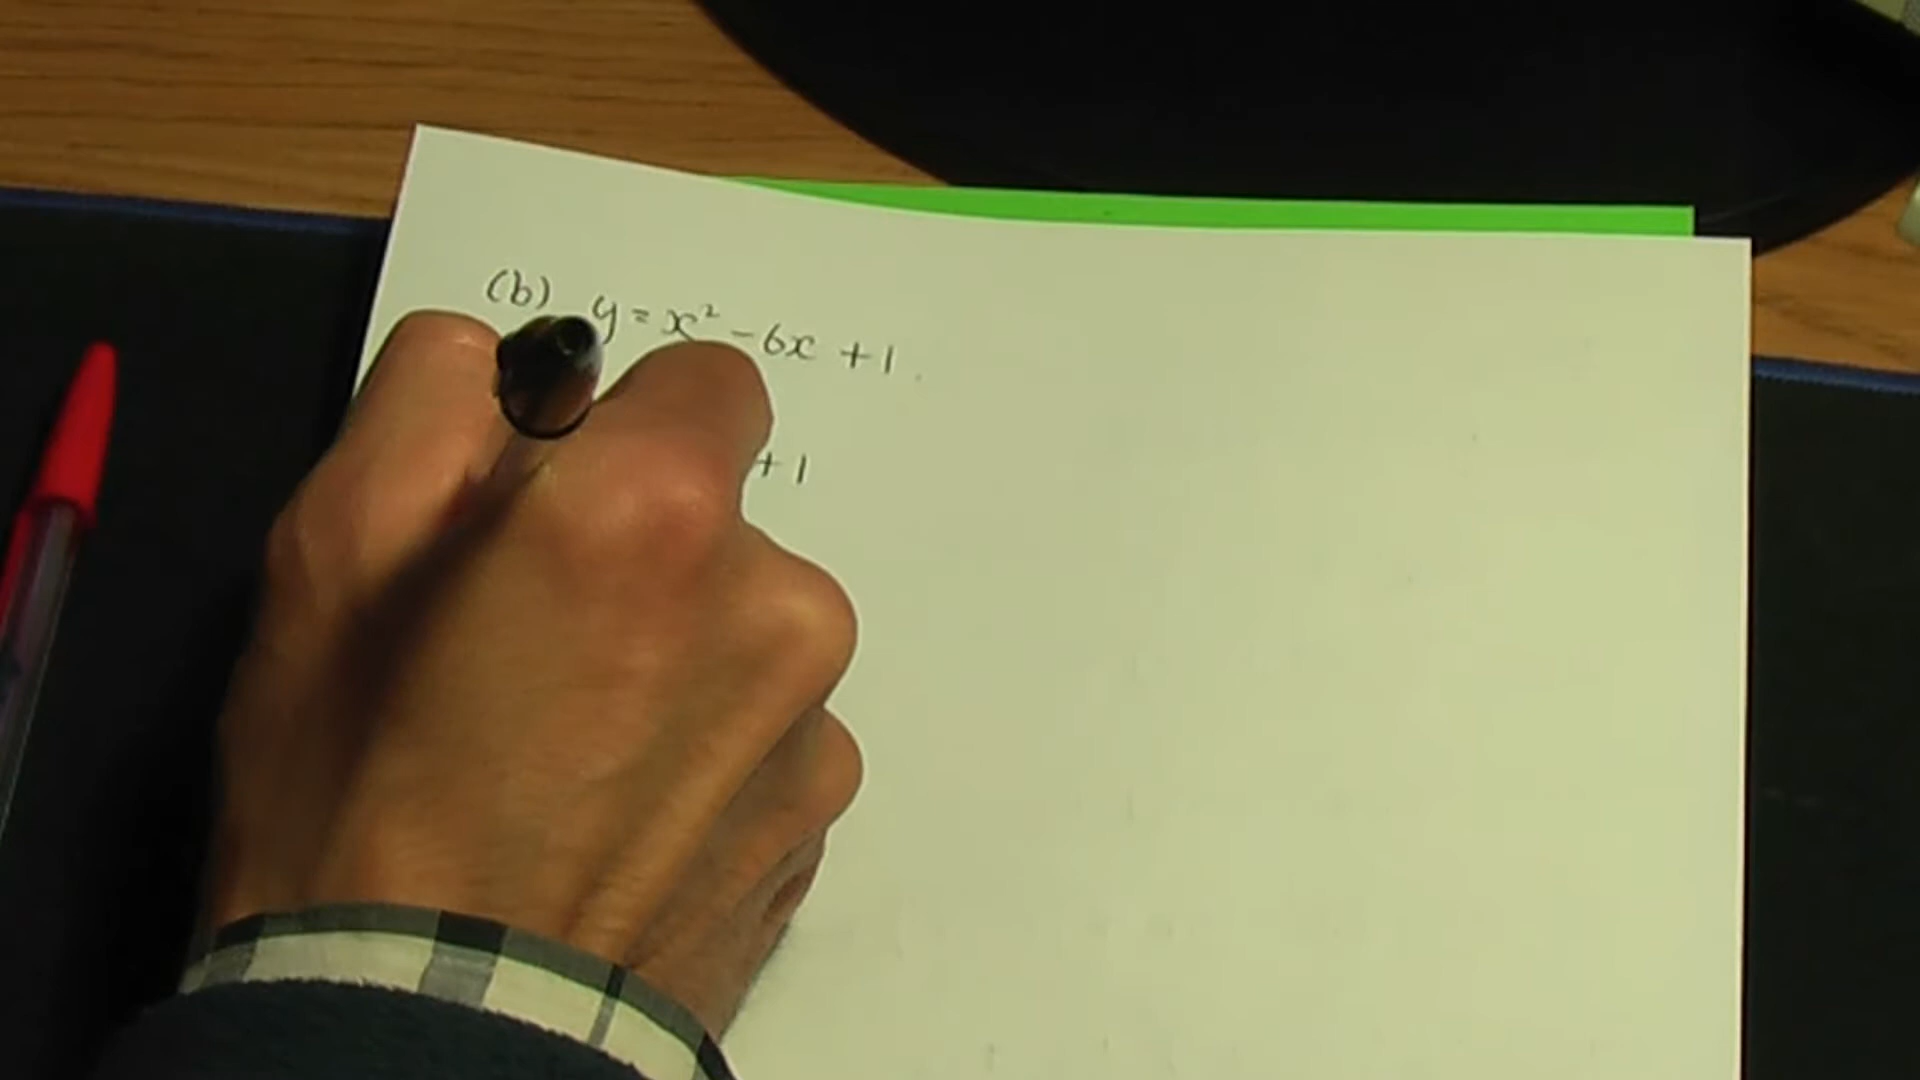 (b) y = x² - 6x + 1
+ 1